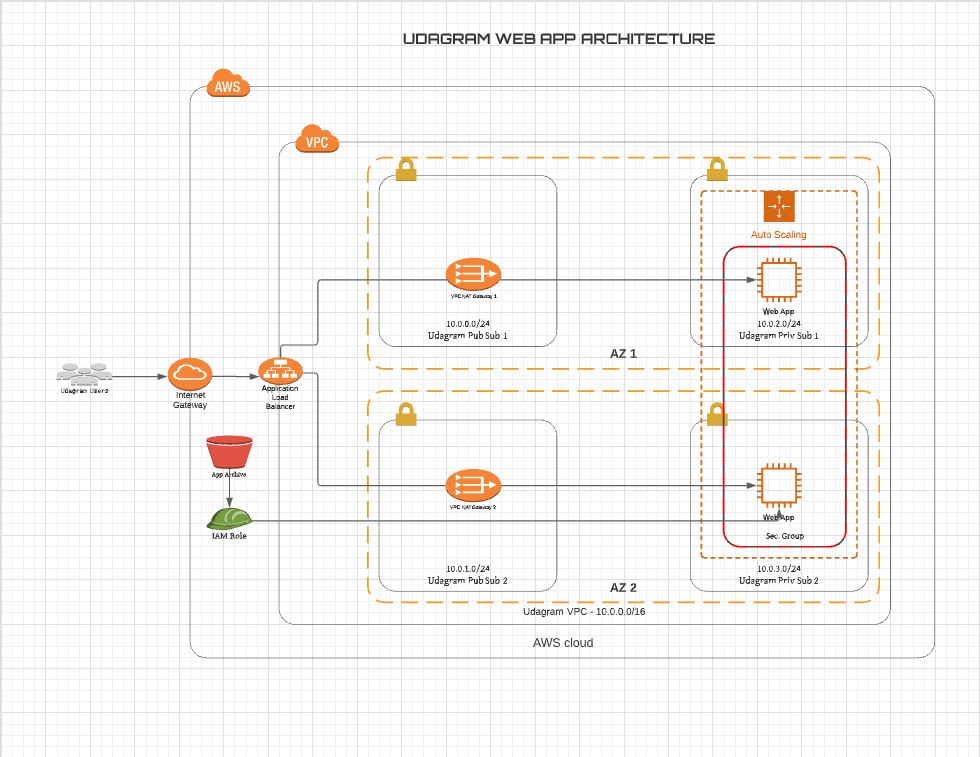 UDAGRAM WEB APP ARCHITECTURE
AWS
VPC
Auto Scaling
VPC NAT Gateway 1
Web App
10.0.0.0/24
Udagram Pub Sub 1
10.0.2.0/24
Udagram Priv Sub 1
AZ 1
Udagram Users
Internet
Gateway
Application
Load
Balancer
App Archive
IAM Role
VPC NAT Gateway 2
Web App
Sec. Group
10.0.1.0/24
Udagram Pub Sub 2
10.0.3.0/24
Udagram Priv Sub 2
AZ 2
Udagram VPC - 10.0.0.0/16
AWS cloud